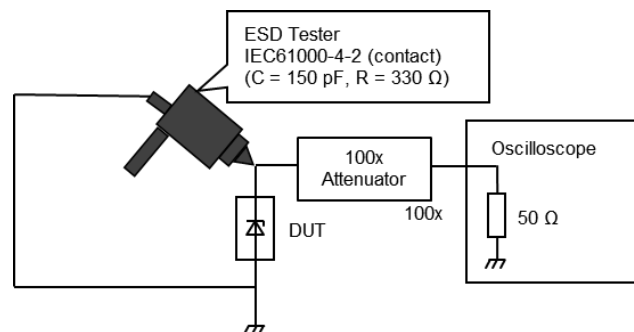 ESD Tester
IEC61000-4-2 (contact)
(C = 150 pF, R = 330 Ω)
100x
Attenuator
Oscilloscope
100x
50 Ω
DUT